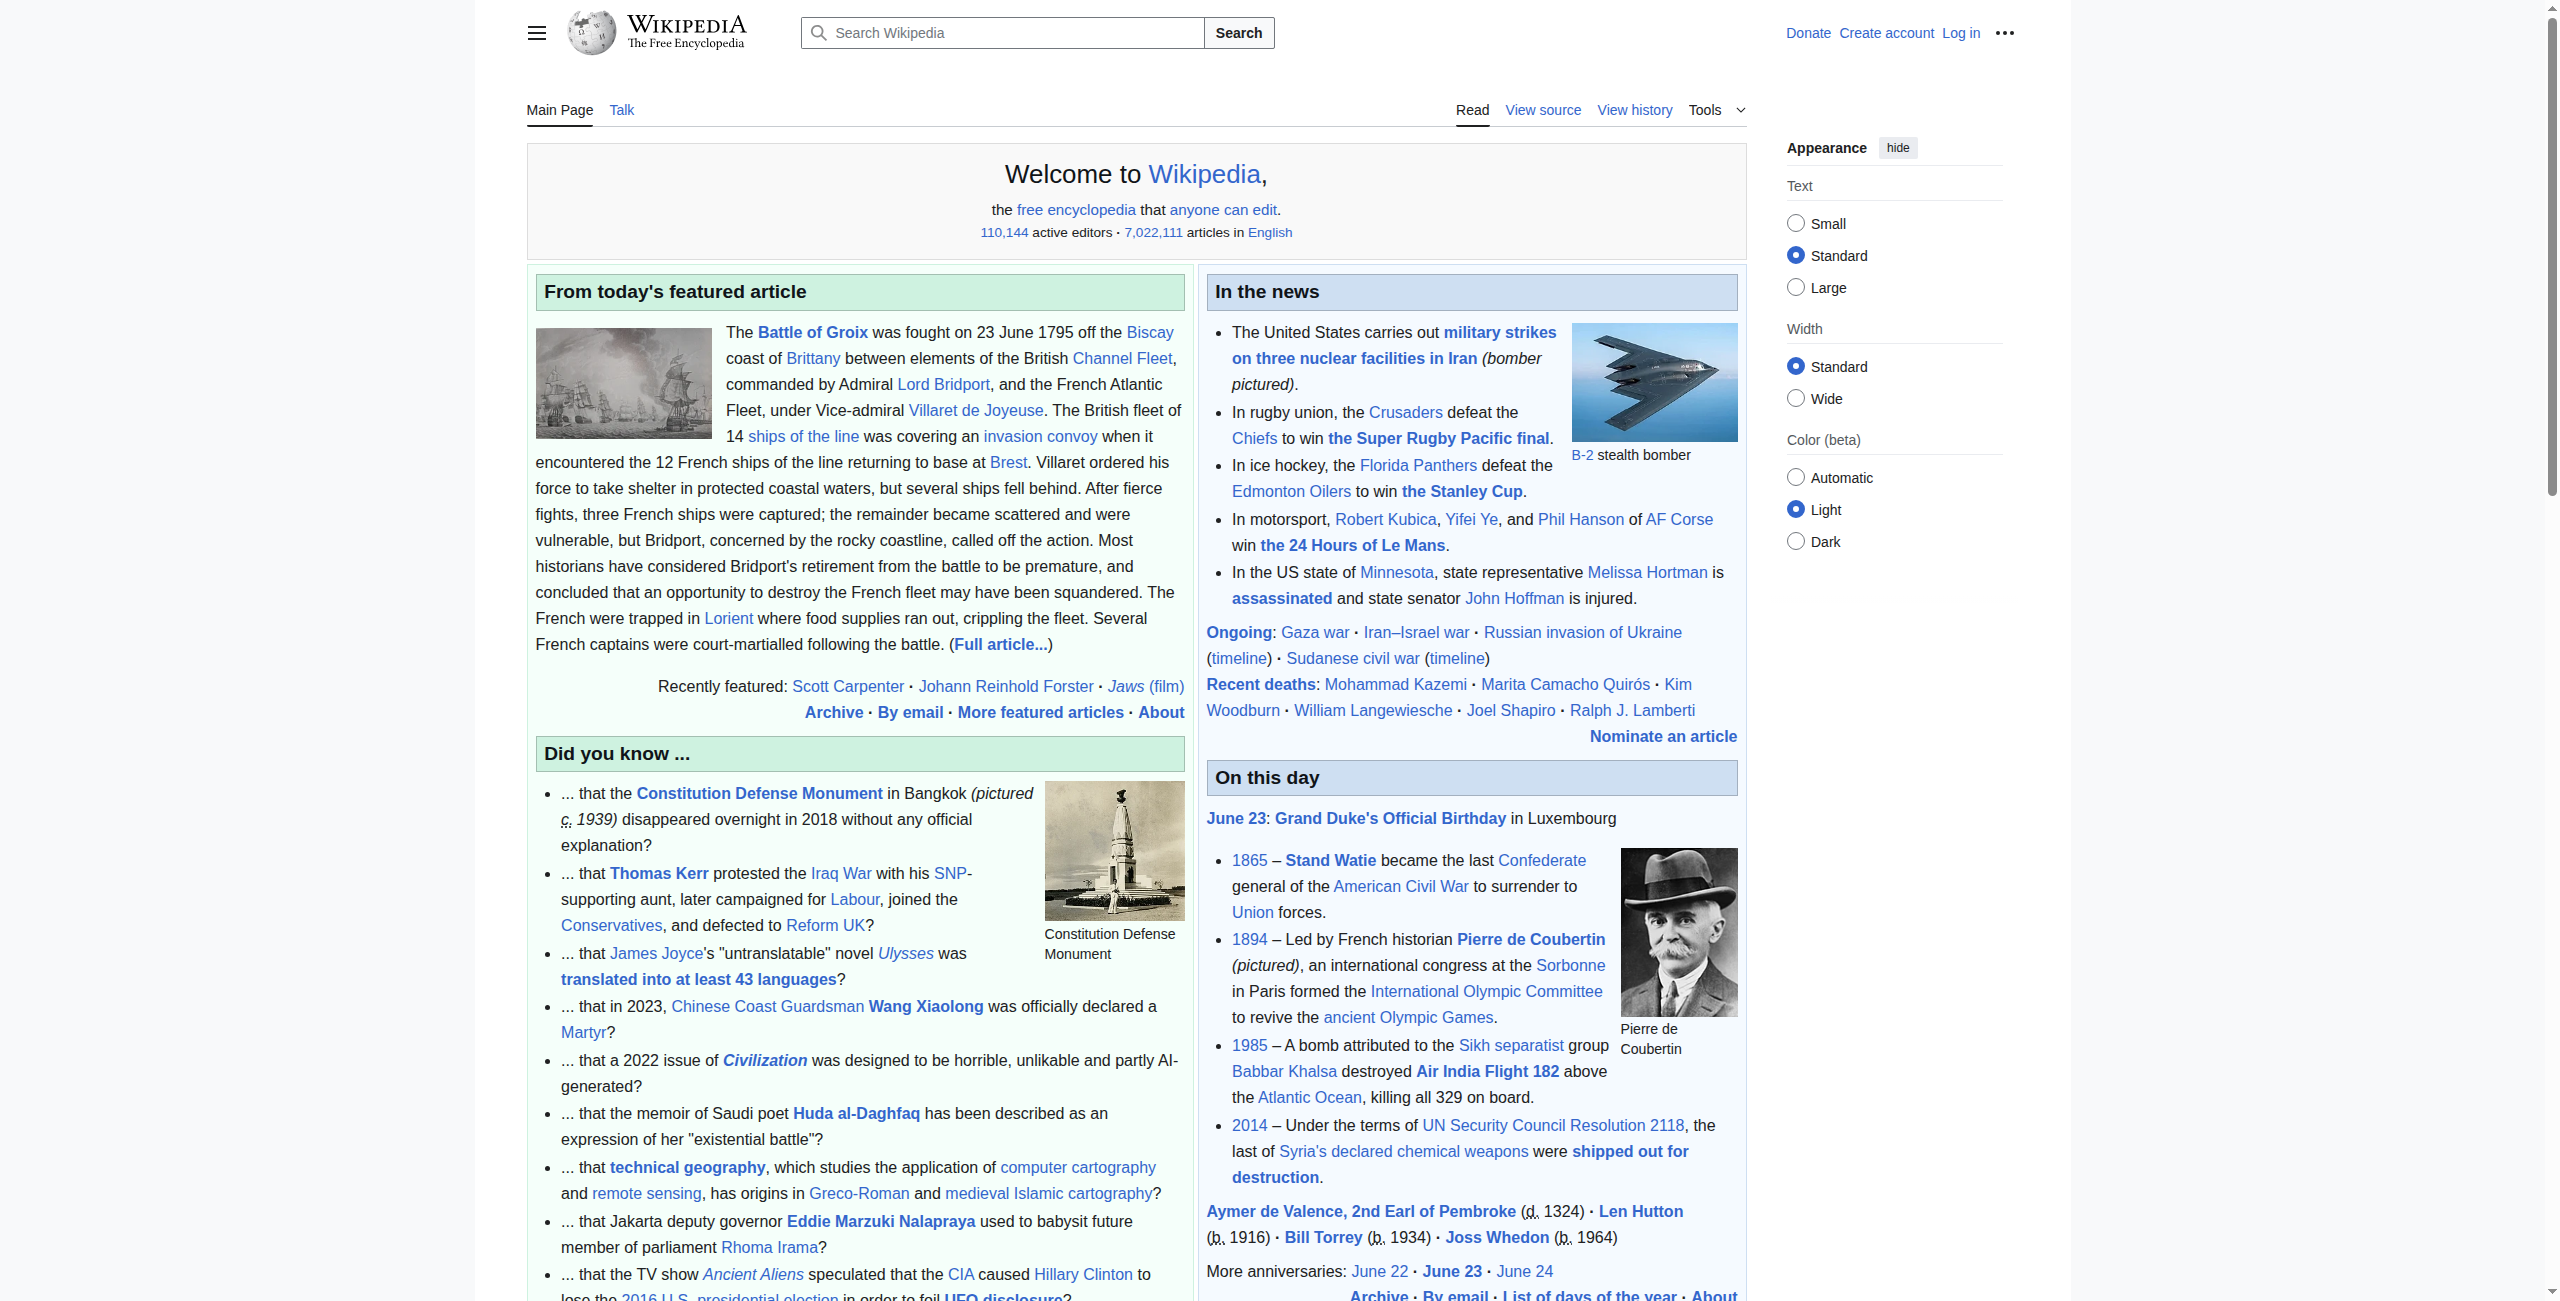 WIKIPEDIA
The Free Encyclopedia
Search Wikipedia
Search
Donate Create account Log in
Main Page Talk
Read View source View history Tools
Welcome to Wikipedia,
the free encyclopedia that anyone can edit.
110,144 active editors · 7,022,111 articles in English
From today's featured article
The Battle of Groix was fought on 23 June 1795 off the Biscay
coast of Brittany between elements of the British Channel Fleet,
commanded by Admiral Lord Bridport, and the French Atlantic
Fleet, under Vice-admiral Villaret de Joyeuse. The British fleet of
14 ships of the line was covering an invasion convoy when it
encountered the 12 French ships of the line returning to base at Brest. Villaret ordered his
force to take shelter in protected coastal waters, but several ships fell behind. After fierce
fights, three French ships were captured; the remainder became scattered and were
vulnerable, but Bridport, concerned by the rocky coastline, called off the action. Most
historians have considered Bridport's retirement from the battle to be premature, and
concluded that an opportunity to destroy the French fleet may have been squandered. The
French were trapped in Lorient where food supplies ran out, crippling the fleet. Several
French captains were court-martialled following the battle. (Full article...)
Recently featured: Scott Carpenter · Johann Reinhold Forster · Jaws (film)
Archive · By email · More featured articles · About
Did you know ...
... that the Constitution Defense Monument in Bangkok (pictured
c. 1939) disappeared overnight in 2018 without any official
explanation?
... that Thomas Kerr protested the Iraq War with his SNP-
supporting aunt, later campaigned for Labour, joined the
Conservatives, and defected to Reform UK?
... that James Joyce's "untranslatable" novel Ulysses was
translated into at least 43 languages?
Constitution Defense
Monument
... that in 2023, Chinese Coast Guardsman Wang Xiaolong was officially declared a
Martyr?
... that a 2022 issue of Civilization was designed to be horrible, unlikable and partly AI-
generated?
... that the memoir of Saudi poet Huda al-Daghfaq has been described as an
expression of her "existential battle"?
... that technical geography, which studies the application of computer cartography
and remote sensing, has origins in Greco-Roman and medieval Islamic cartography?
... that Jakarta deputy governor Eddie Marzuki Nalapraya used to babysit future
member of parliament Rhoma Irama?
... that the TV show Ancient Aliens speculated that the CIA caused Hillary Clinton to
lose the 2016 U.S. presidential election in order to foil UFO disclosure?
In the news
The United States carries out military strikes
on three nuclear facilities in Iran (bomber
pictured).
In rugby union, the Crusaders defeat the
Chiefs to win the Super Rugby Pacific final.
In ice hockey, the Florida Panthers defeat the
Edmonton Oilers to win the Stanley Cup.
B-2 stealth bomber
In motorsport, Robert Kubica, Yifei Ye, and Phil Hanson of AF Corse
win the 24 Hours of Le Mans.
In the US state of Minnesota, state representative Melissa Hortman is
assassinated and state senator John Hoffman is injured.
Ongoing: Gaza war · Iran–Israel war · Russian invasion of Ukraine
(timeline) · Sudanese civil war (timeline)
Recent deaths: Mohammad Kazemi · Marita Camacho Quirós · Kim
Woodburn · William Langewiesche · Joel Shapiro · Ralph J. Lamberti
Nominate an article
On this day
June 23: Grand Duke's Official Birthday in Luxembourg
1865 – Stand Watie became the last Confederate
general of the American Civil War to surrender to
Union forces.
1894 – Led by French historian Pierre de Coubertin
(pictured), an international congress at the Sorbonne
in Paris formed the International Olympic Committee
to revive the ancient Olympic Games.
1985 – A bomb attributed to the Sikh separatist group
Babbar Khalsa destroyed Air India Flight 182 above
the Atlantic Ocean, killing all 329 on board.
Pierre de
Coubertin
2014 – Under the terms of UN Security Council Resolution 2118, the
last of Syria's declared chemical weapons were shipped out for
destruction.
Aymer de Valence, 2nd Earl of Pembroke (d. 1324) · Len Hutton
(b. 1916) · Bill Torrey (b. 1934) · Joss Whedon (b. 1964)
More anniversaries: June 22 · June 23 · June 24
Archive · By email · List of days of the year · About
Appearance hide
Text
Small
Standard
Large
Width
Standard
Wide
Color (beta)
Automatic
Light
Dark